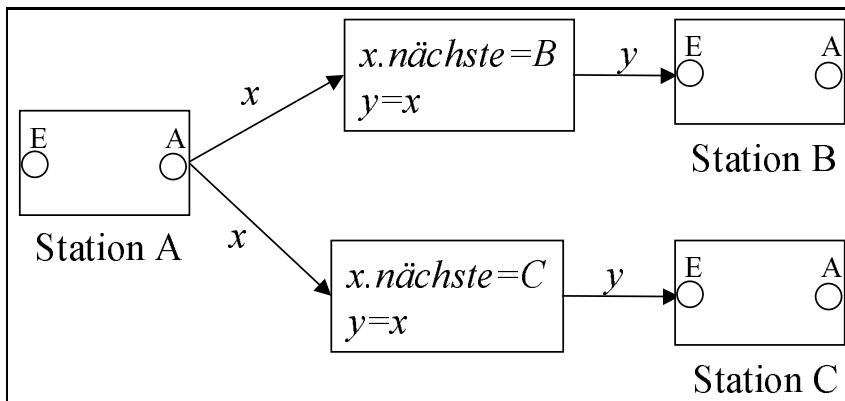 E
A
Station A
x
x
x.nächste=B
y=x
y
E
A
Station B
x.nächste=C
y=x
y
E
A
Station C